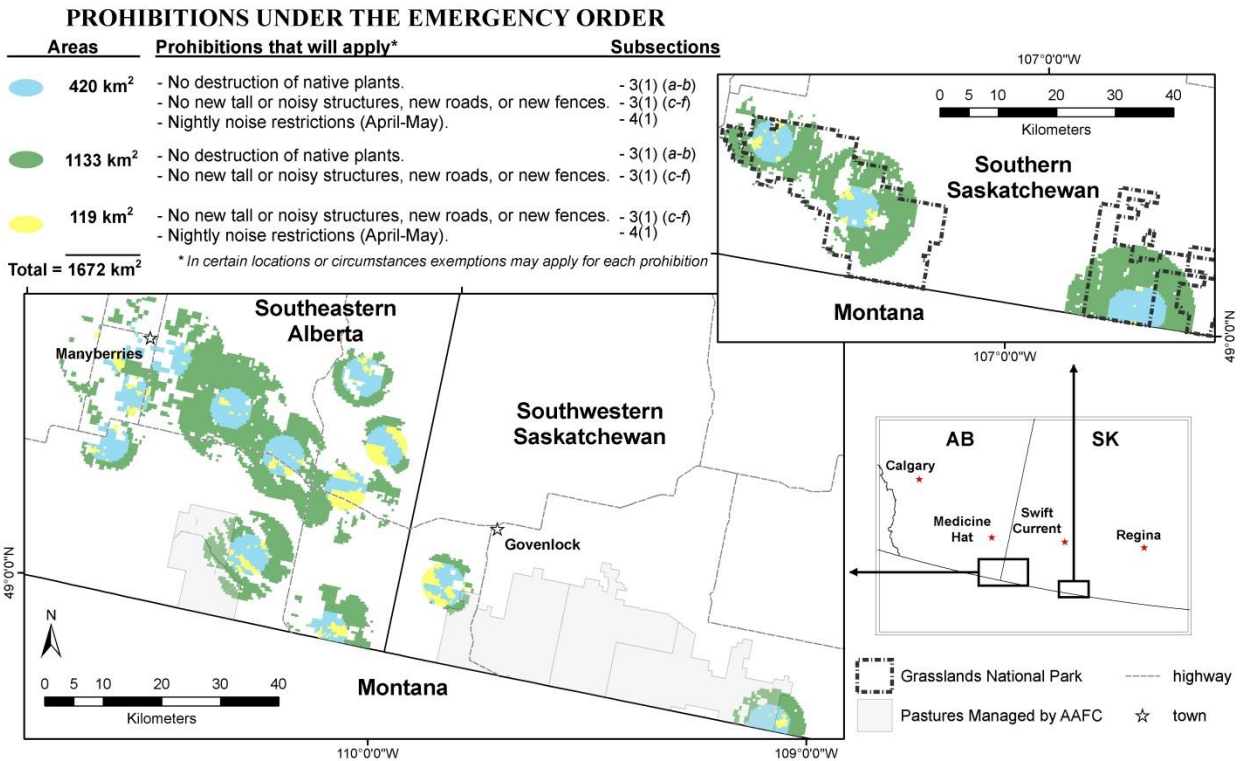 PROHIBITIONS UNDER THE EMERGENCY ORDER
Areas Prohibitions that will apply* Subsections
420 km² - No destruction of native plants. - 3(1) (a-b)
- No new tall or noisy structures, new roads, or new fences. - 3(1) (c-f)
- Nightly noise restrictions (April-May). - 4(1)
1133 km² - No destruction of native plants. - 3(1) (a-b)
- No new tall or noisy structures, new roads, or new fences. - 3(1) (c-f)
119 km² - No new tall or noisy structures, new roads, or new fences. - 3(1) (c-f)
- Nightly noise restrictions (April-May). - 4(1)
Total = 1672 km²
* In certain locations or circumstances exemptions may apply for each prohibition
107°0'0"W
0 5 10 20 30 40
Kilometers
Southern
Saskatchewan
Montana
107°0'0"W
49°0'0"N
Southeastern
Alberta
Manyberries
Southwestern
Saskatchewan
Govenlock
49°0'0"N
N
0 5 10 20 30 40
Kilometers
Montana
110°0'0"W
109°0'0"W
AB SK
Calgary
Medicine
Hat
Swift
Current
Regina
Grasslands National Park
highway
Pastures Managed by AAFC
town